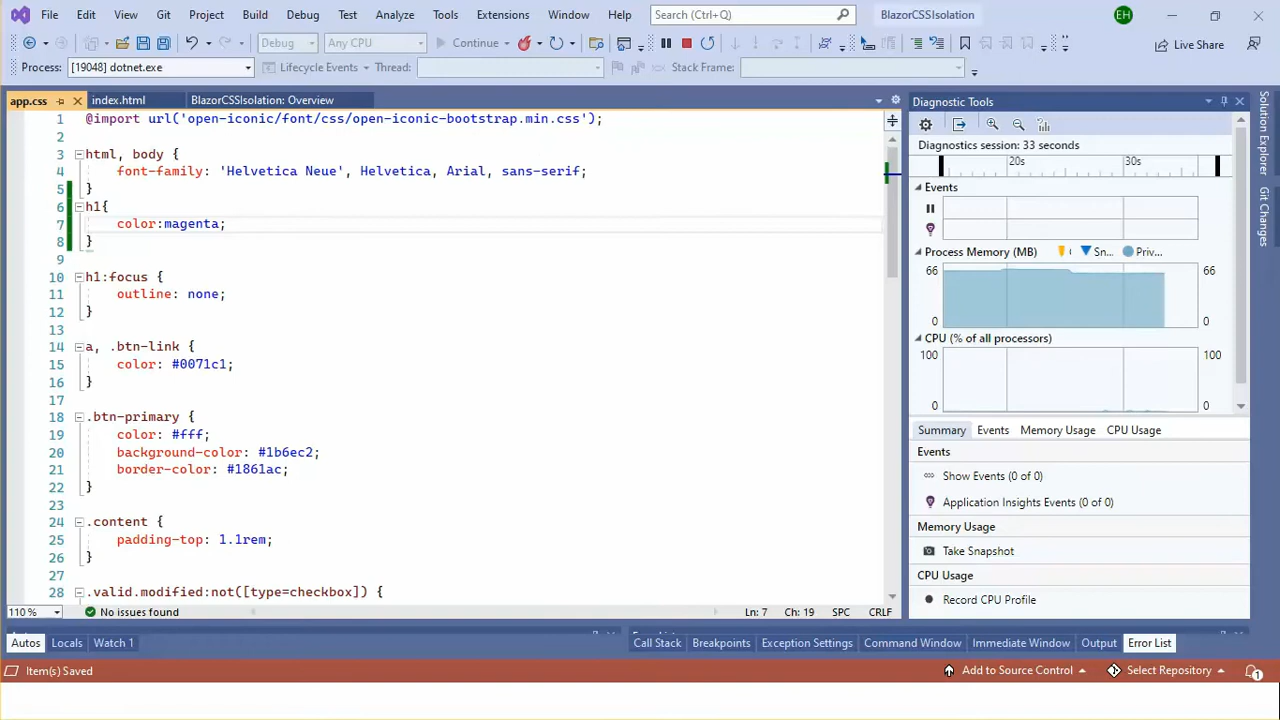 File Edit View Git Project Build Debug Test Analyze Tools Extensions Window Help Search (Ctrl+Q) BlazorCSSIsolation EH
Debug Any CPU Continue Live Share
Process: [19048] dotnet.exe Lifecycle Events Thread: Stack Frame:
app.css index.html BlazorCSSIsolation: Overview
1 @import url('open-iconic/font/css/open-iconic-bootstrap.min.css');
2
3 html, body {
4 font-family: 'Helvetica Neue', Helvetica, Arial, sans-serif;
5 }
6 h1{
7 color:magenta;
8 }
9
10 h1:focus {
11 outline: none;
12 }
13
14 a, .btn-link {
15 color: #0071c1;
16 }
17
18 .btn-primary {
19 color: #fff;
20 background-color: #1b6ec2;
21 border-color: #1861ac;
22 }
23
24 .content {
25 padding-top: 1.1rem;
26 }
27
28 .valid.modified:not([type=checkbox]) {
110 % No issues found Ln: 7 Ch: 19 SPC CRLF
Diagnostic Tools
Diagnostics session: 33 seconds
20s 30s
Events
Process Memory (MB) Sn... Priv...
66 66
0 0
CPU (% of all processors)
100 100
0 0
Summary Events Memory Usage CPU Usage
Events
Show Events (0 of 0)
Application Insights Events (0 of 0)
Memory Usage
Take Snapshot
CPU Usage
Record CPU Profile
Solution Explorer
Git Changes
Autos Locals Watch 1 Call Stack Breakpoints Exception Settings Command Window Immediate Window Output Error List
Item(s) Saved Add to Source Control Select Repository 1